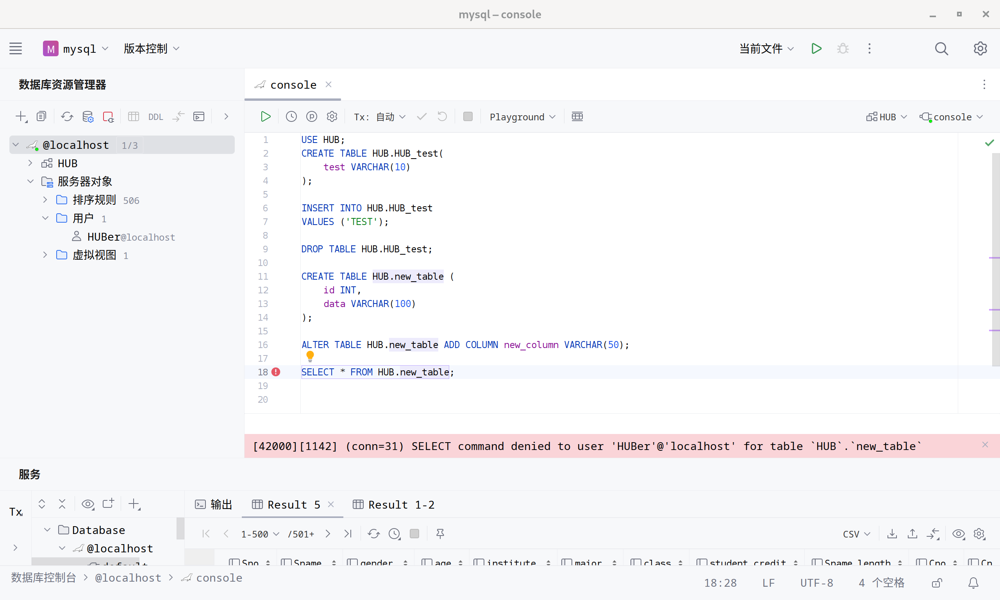 mysql – console
M mysql 版本控制 当前文件
数据库资源管理器
console
DDL
Tx: 自动 Playground HUB console
@localhost 1/3
HUB
服务器对象
排序规则 506
用户 1
HUBer@localhost
虚拟视图 1
1 USE HUB;
2 CREATE TABLE HUB.HUB_test(
3 test VARCHAR(10)
4 );
5
6 INSERT INTO HUB.HUB_test
7 VALUES ('TEST');
8
9 DROP TABLE HUB.HUB_test;
10
11 CREATE TABLE HUB.new_table (
12 id INT,
13 data VARCHAR(100)
14 );
15
16 ALTER TABLE HUB.new_table ADD COLUMN new_column VARCHAR(50);
17
18 SELECT * FROM HUB.new_table;
19
20
[42000][1142] (conn=31) SELECT command denied to user 'HUBer'@'localhost' for table `HUB`.`new_table`
服务
Tx
Database
@localhost
default
输出 Result 5 Result 1-2
1-500 /501+ CSV
Sno Sname gender age institute major class student_credit Sname_length Cno Cn
数据库控制台 @localhost console
18:28 LF UTF-8 4 个空格